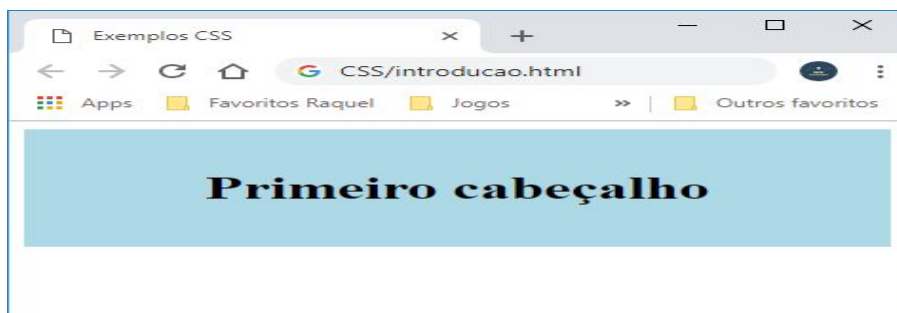 Exemplos CSS
CSS/introducao.html
Apps Favoritos Raquel Jogos » Outros favoritos
Primeiro cabeçalho